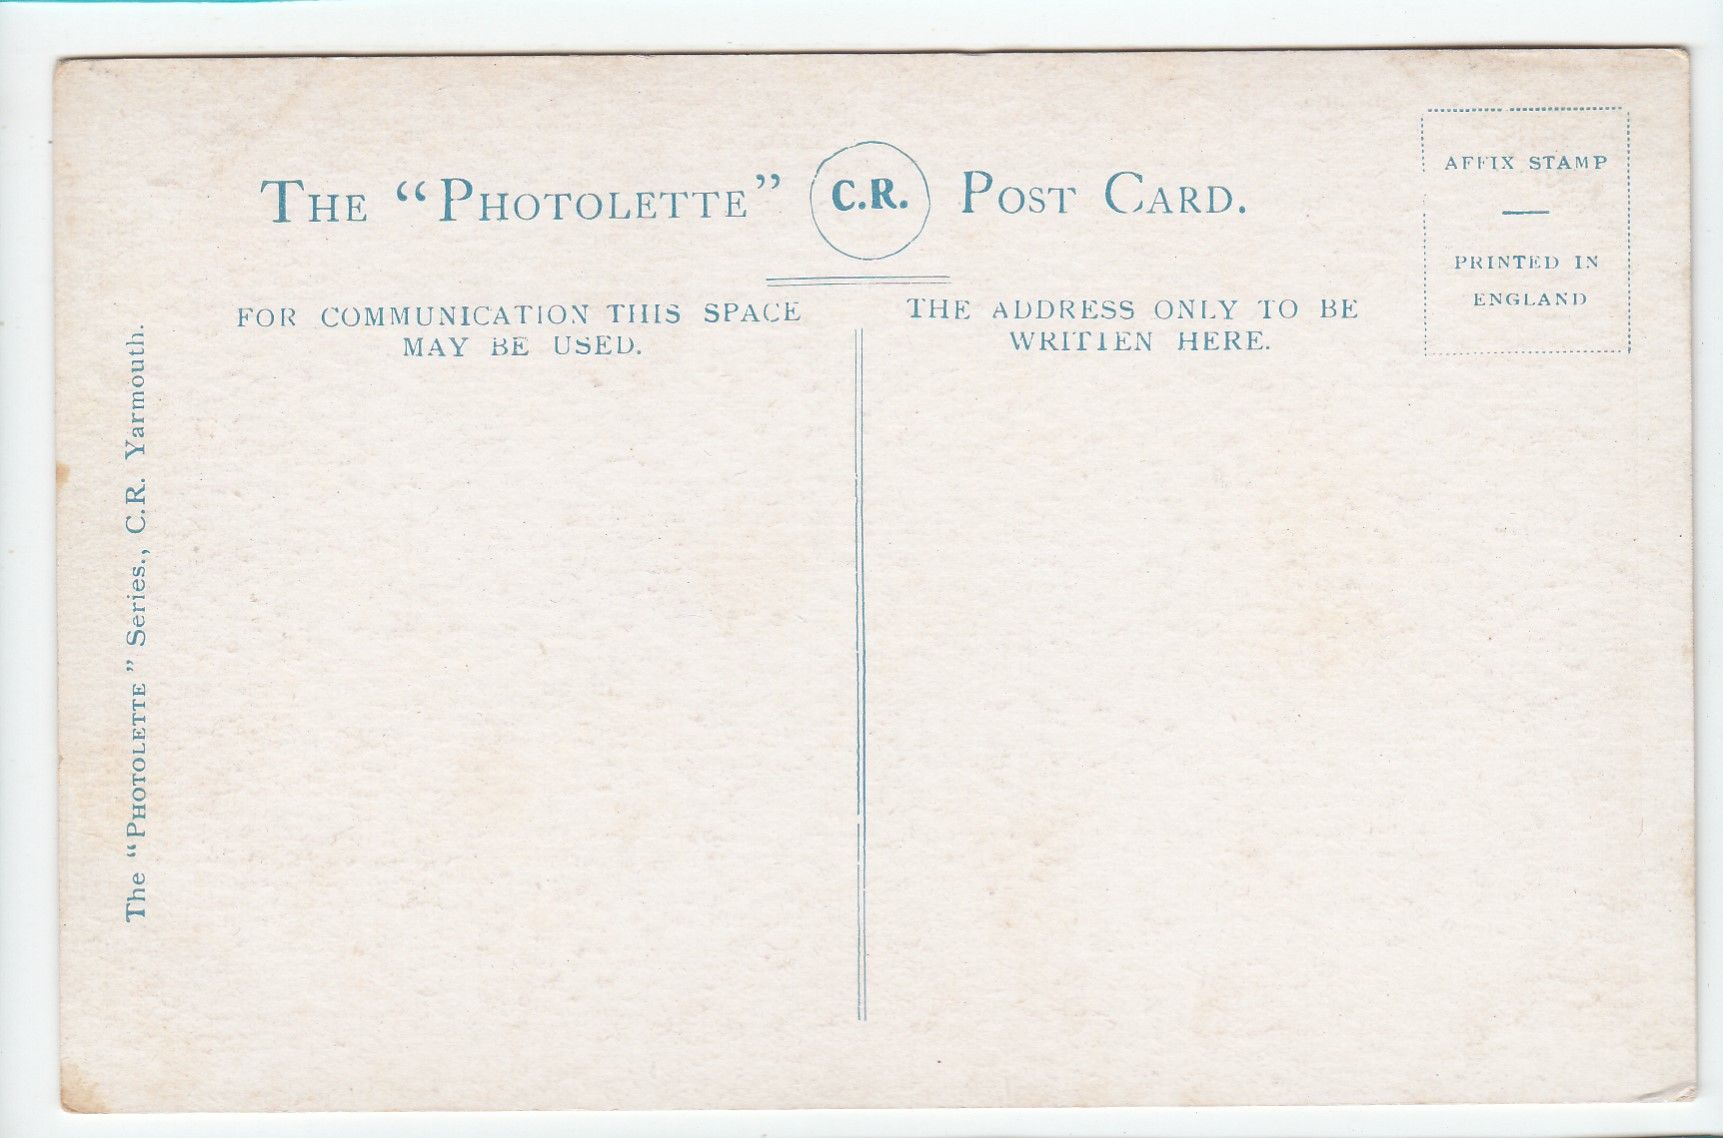 THE “PHOTOLETTE” C.R. POST CARD.
AFFIX STAMP
PRINTED IN
ENGLAND
FOR COMMUNICATION THIS SPACE
MAY BE USED.
THE ADDRESS ONLY TO BE
WRITTEN HERE.
The “PHOTOLETTE” Series., C.R. Yarmouth.